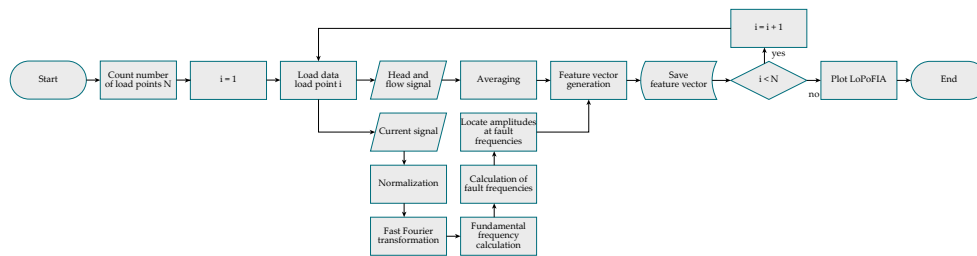 i = i + 1
yes
Start
Count number
of load points N
i = 1
Load data
load point i
Head and
flow signal
Averaging
Feature vector
generation
Save
feature vector
i < N
no
Plot LoPoFIA
End
Current signal
Locate amplitudes
at fault
frequencies
Normalization
Calculation of
fault frequencies
Fast Fourier
transformation
Fundamental
frequency
calculation